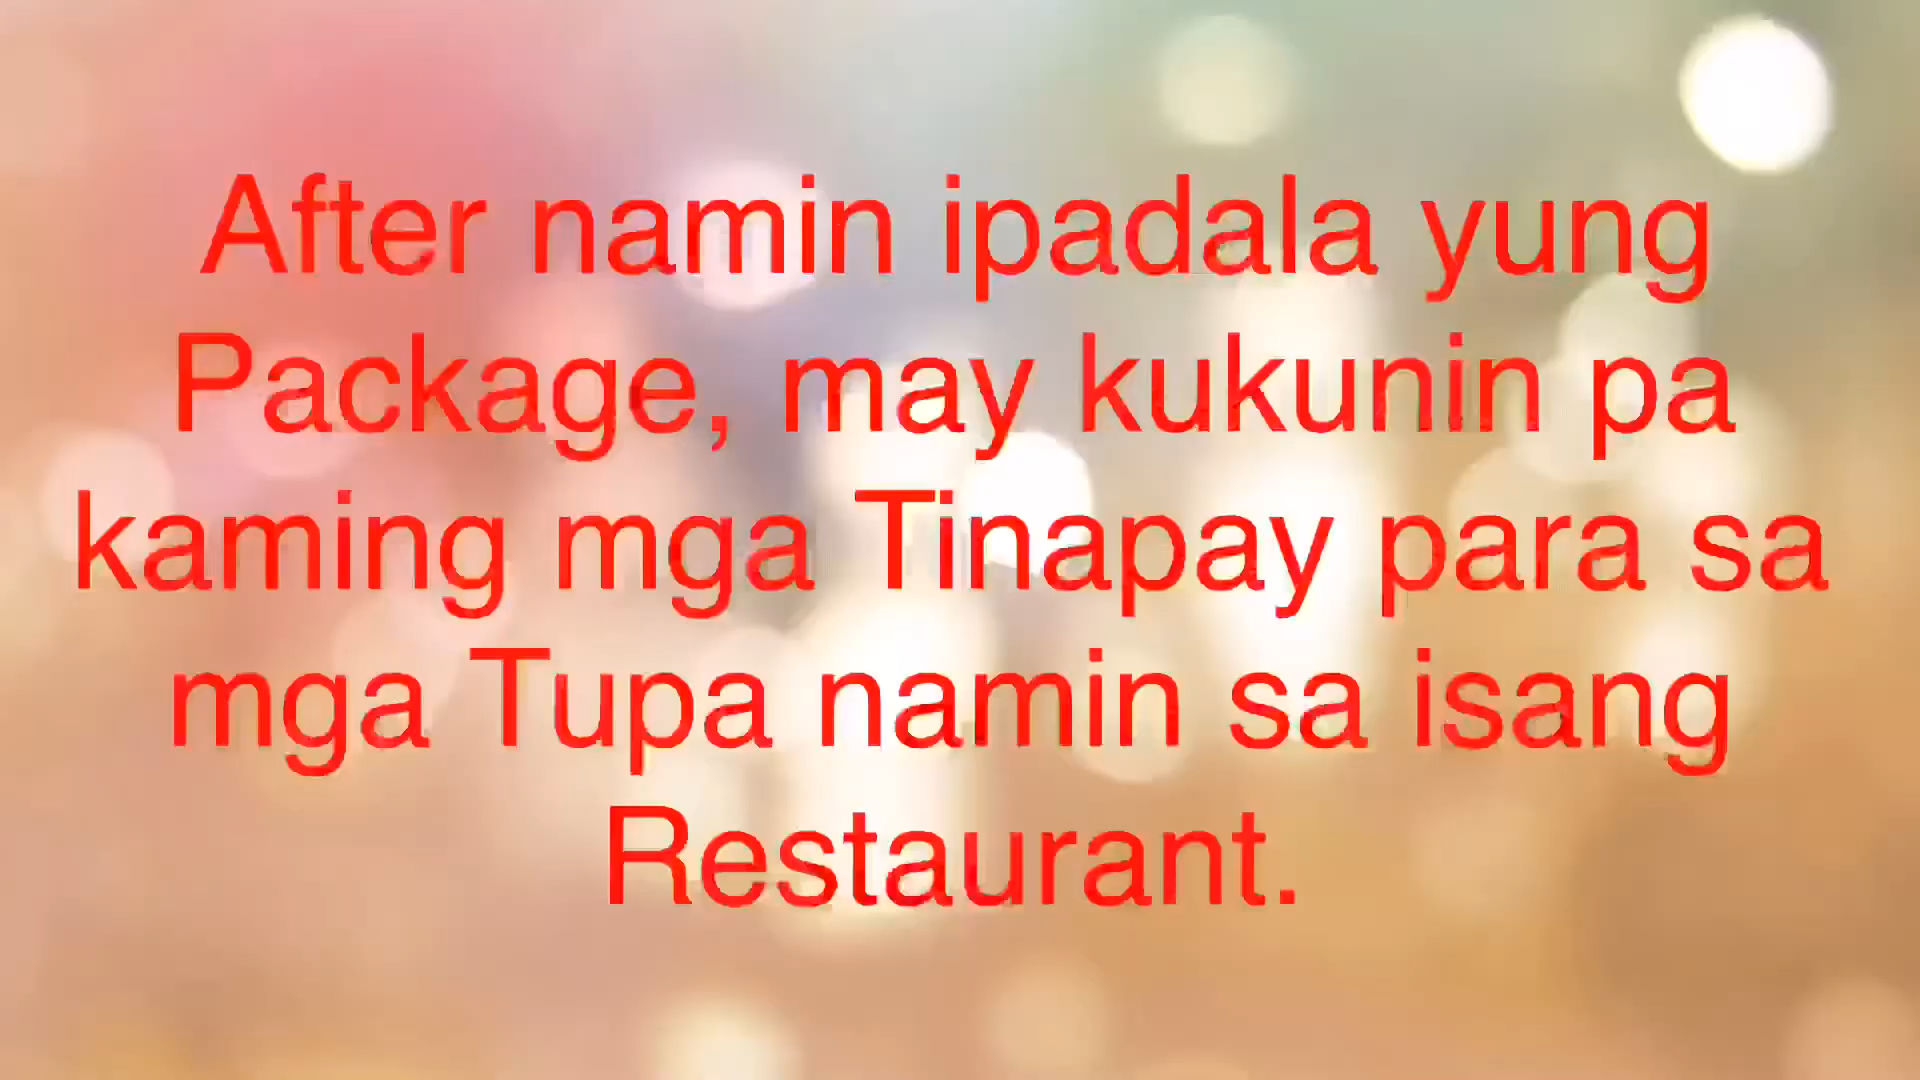 After namin ipadala yung
Package, may kukunin pa
kaming mga Tinapay para sa
mga Tupa namin sa isang
Restaurant.